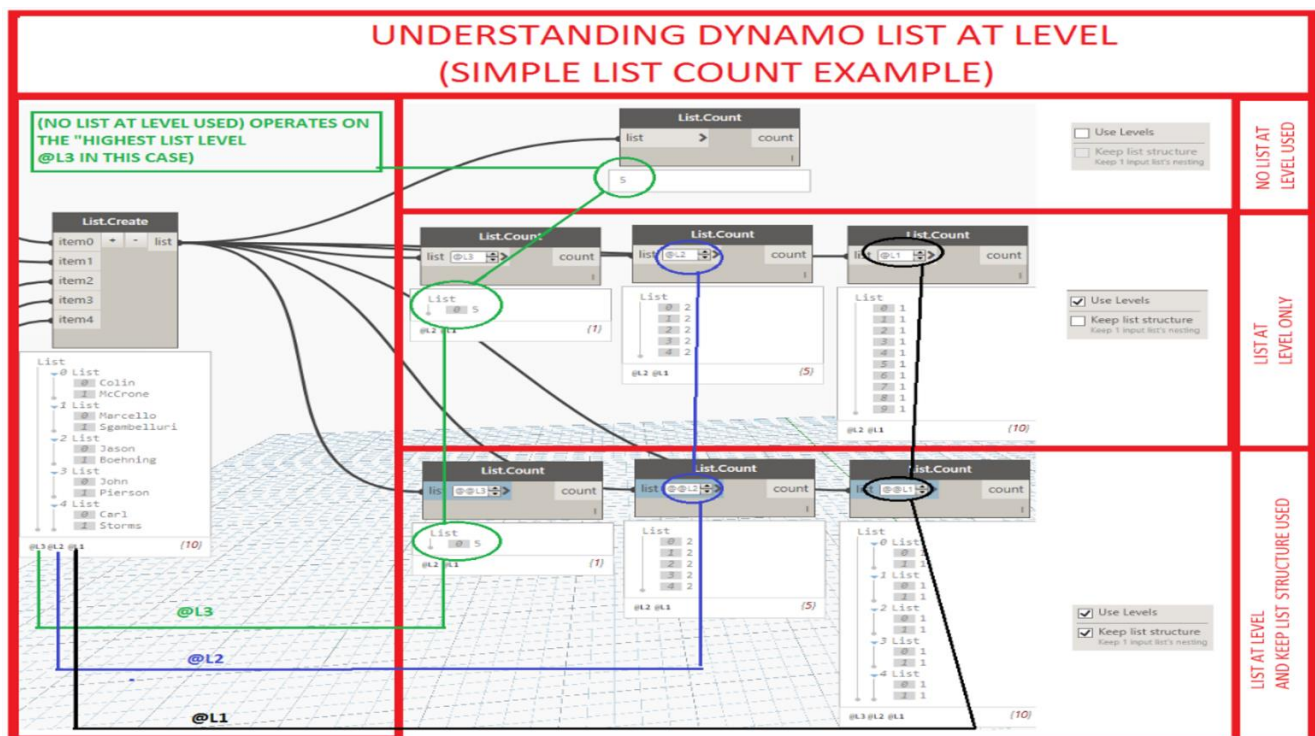 UNDERSTANDING DYNAMO LIST AT LEVEL
(SIMPLE LIST COUNT EXAMPLE)
(NO LIST AT LEVEL USED) OPERATES ON
THE "HIGHEST LIST LEVEL
@L3 IN THIS CASE)
List.Count
list > count
l
5
Use Levels
Keep list structure
Keep 1 input list's nesting
NO LIST AT
LEVEL USED
List.Create
item0 + - list
item1
item2
item3
item4
List
0 List
0 Colin
1 McCrone
1 List
0 Marcello
1 Sgambelluri
2 List
0 Jason
1 Boehning
3 List
0 John
1 Pierson
4 List
0 Carl
1 Storms
@L3 @L2 @L1 {10}
List.Count
list @L3 > count
l
List
0 5
@L2 @L1 {1}
List.Count
list @L2 > count
l
List
0 2
1 2
2 2
3 2
4 2
@L2 @L1 {5}
List.Count
list @L1 > count
l
List
0 1
1 1
2 1
3 1
4 1
5 1
6 1
7 1
8 1
9 1
@L2 @L1 {10}
Use Levels
Keep list structure
Keep 1 input list's nesting
LIST AT
LEVEL ONLY
List.Count
list @@L3 > count
l
List
0 5
@L2 @L1 {1}
List.Count
list @@L2 > count
l
List
0 2
1 2
2 2
3 2
4 2
@L2 @L1 {5}
List.Count
list @@L1 > count
l
List
0 List
0 1
1 1
1 List
0 1
1 1
2 List
0 1
1 1
3 List
0 1
1 1
4 List
0 1
1 1
@L3 @L2 @L1 {10}
Use Levels
Keep list structure
Keep 1 input list's nesting
LIST AT LEVEL
AND KEEP LIST STRUCTURE USED
@L3
@L2
@L1